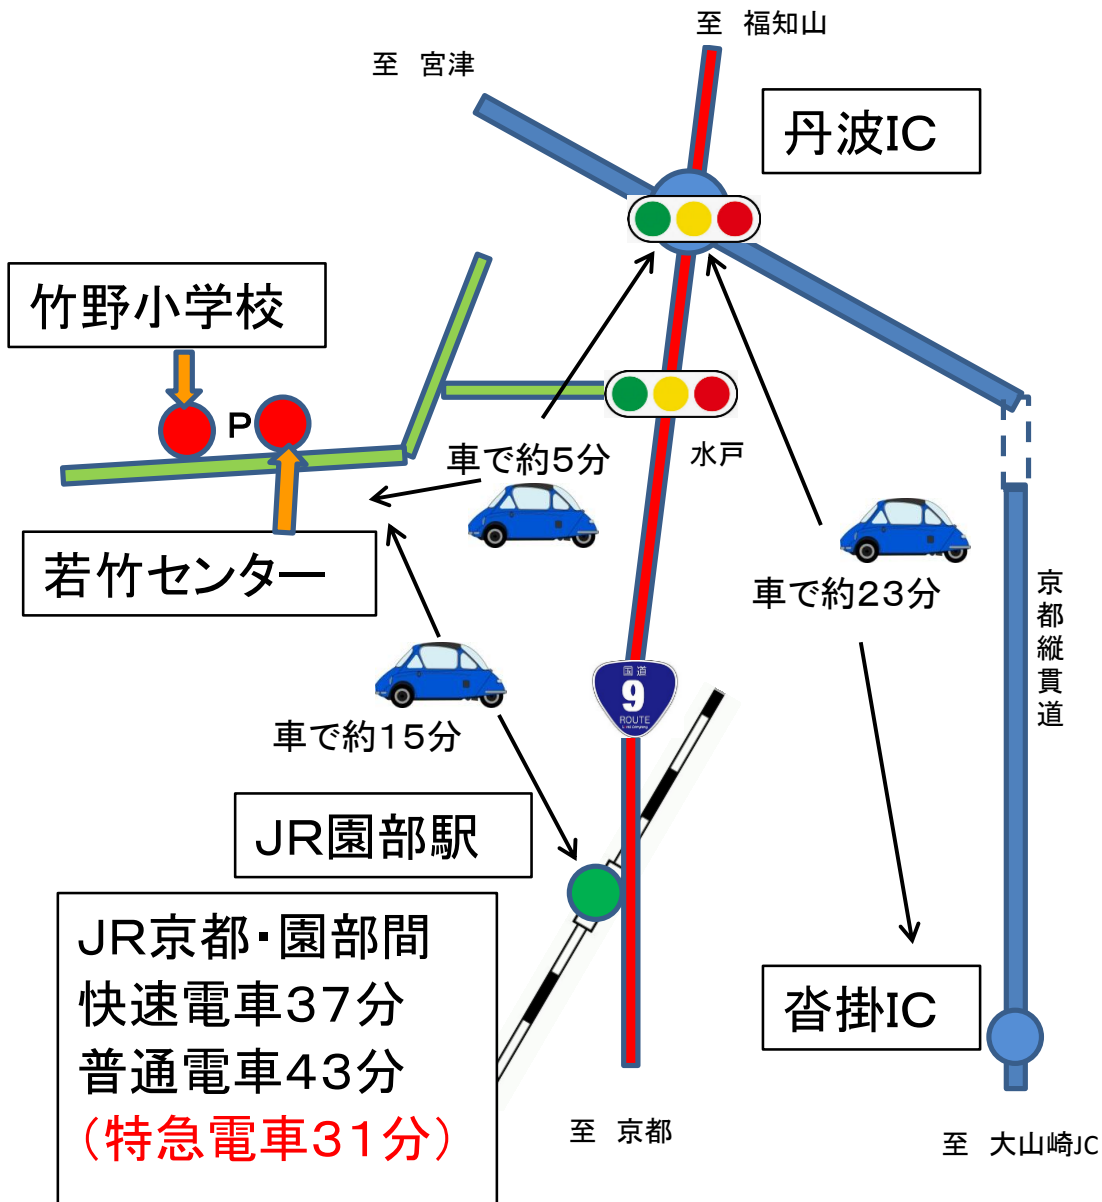 至　福知山
至　宮津
丹波IC
竹野小学校
P
水戸
車で約5分
若竹センター
車で約23分
京都縦貫道
国道
9
ROUTE
車で約15分
JR園部駅
JR京都・園部間
快速電車37分
普通電車43分
(特急電車31分)
沓掛IC
至　京都
至　大山崎JC